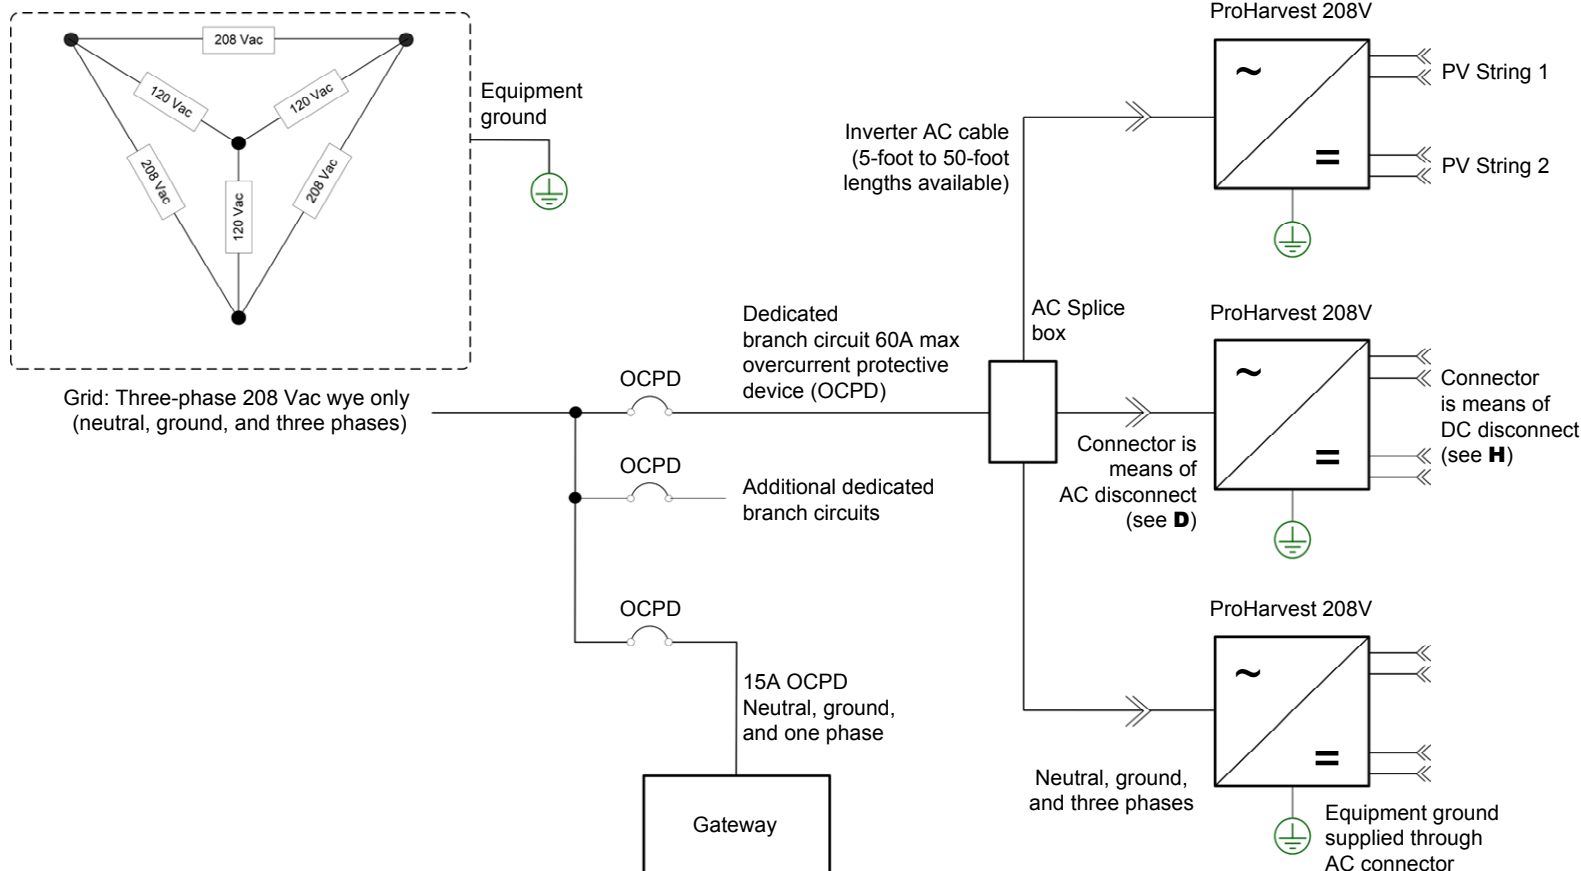 208 Vac
120 Vac
120 Vac
208 Vac
120 Vac
208 Vac
Equipment
ground
Grid: Three-phase 208 Vac wye only
(neutral, ground, and three phases)
OCPD
Dedicated
branch circuit 60A max
overcurrent protective
device (OCPD)
OCPD
Additional dedicated
branch circuits
OCPD
15A OCPD
Neutral, ground,
and one phase
Gateway
Inverter AC cable
(5-foot to 50-foot
lengths available)
AC Splice
box
ProHarvest 208V
~
=
PV String 1
PV String 2
ProHarvest 208V
~
=
Connector is
means of
AC disconnect
(see D)
Connector
is means of
DC disconnect
(see H)
ProHarvest 208V
~
=
Neutral, ground,
and three phases
Equipment ground
supplied through
AC connector